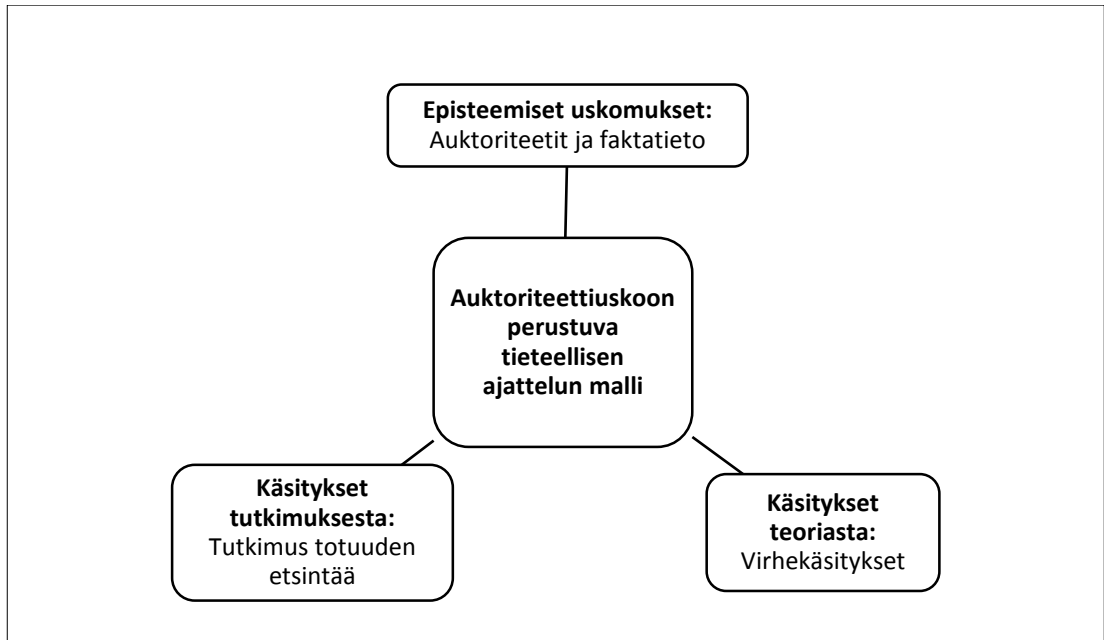 Episteemiset uskomukset:
Auktoriteetit ja faktatieto
Auktoriteettiuskoon
perustuva
tieteellisen
ajattelun malli
Käsitykset
tutkimuksesta:
Tutkimus totuuden
etsintää
Käsitykset
teoriasta:
Virhekäsitykset